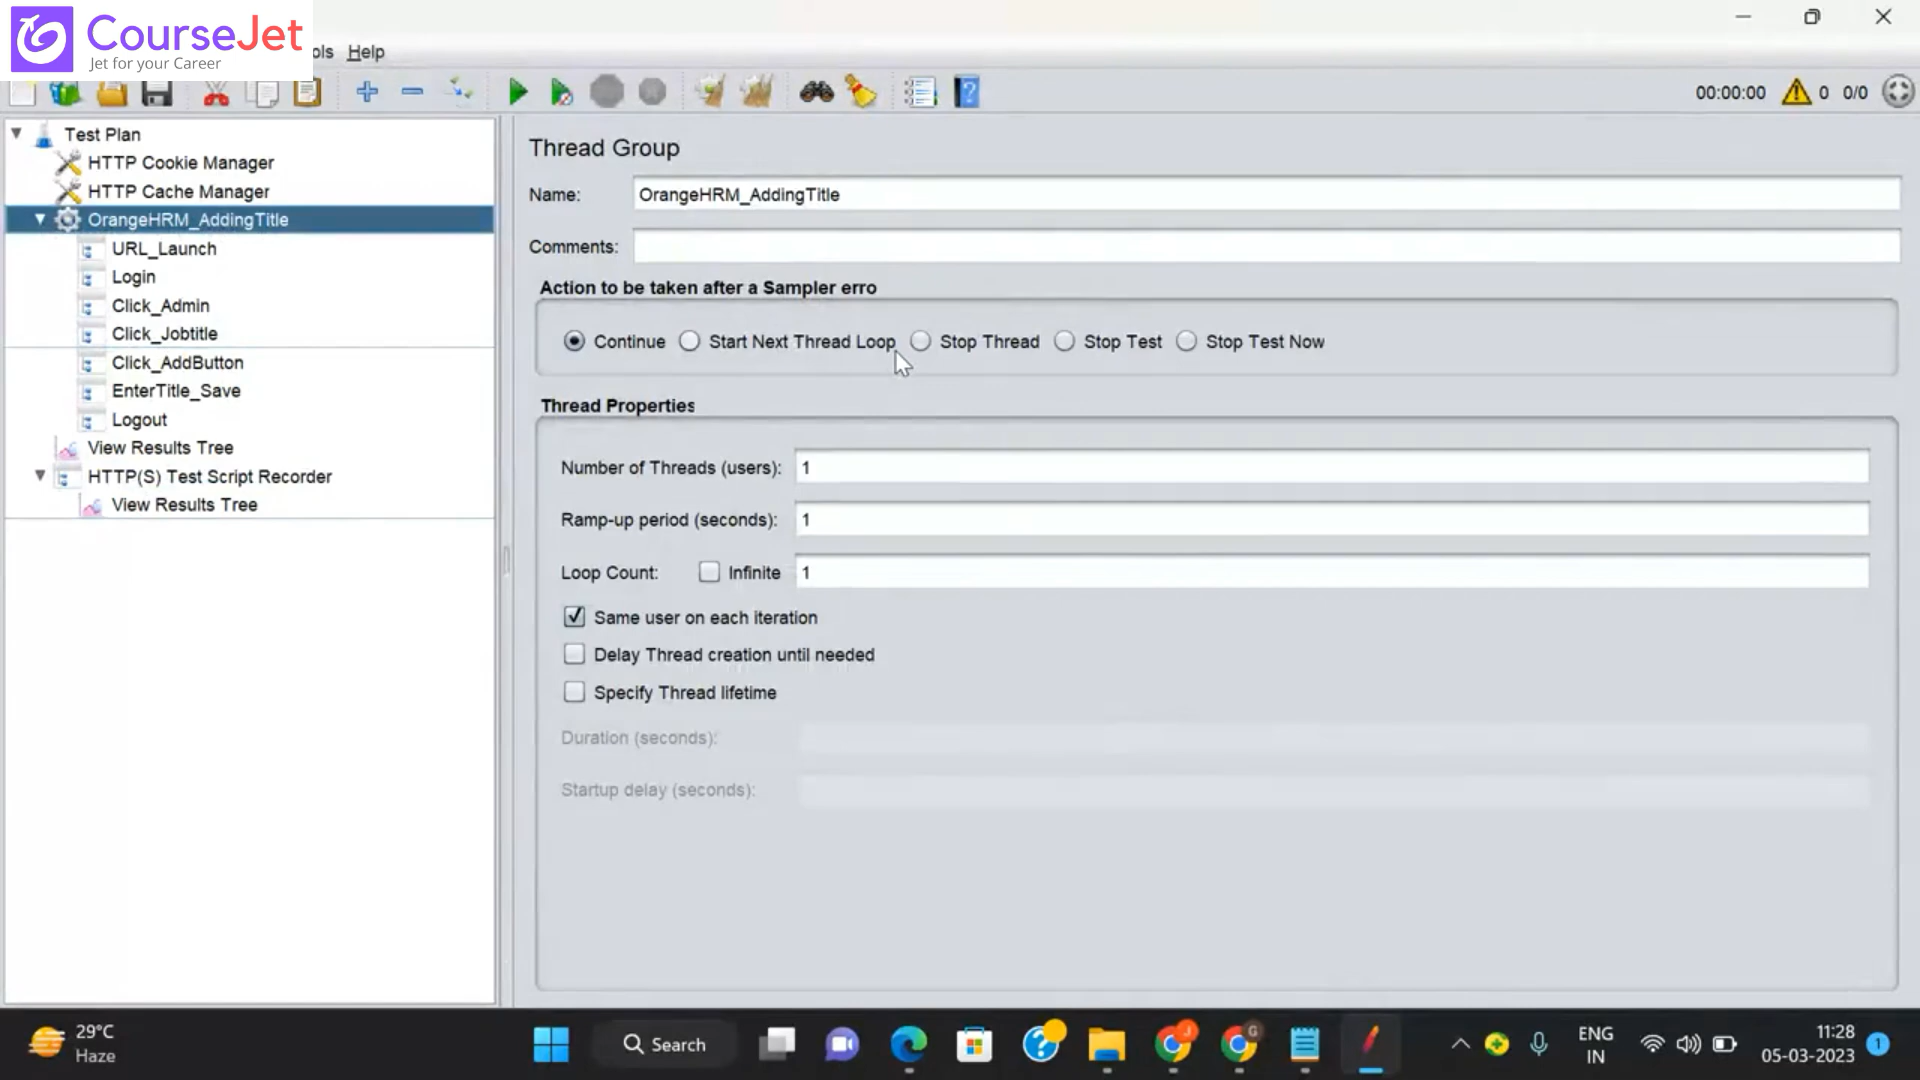 CourseJet
Jet for your Career
ols Help
00:00:00 0 0/0
Test Plan
HTTP Cookie Manager
HTTP Cache Manager
OrangeHRM_AddingTitle
URL_Launch
Login
Click_Admin
Click_Jobtitle
Click_AddButton
EnterTitle_Save
Logout
View Results Tree
HTTP(S) Test Script Recorder
View Results Tree
Thread Group
Name: OrangeHRM_AddingTitle
Comments:
Action to be taken after a Sampler erro
Continue Start Next Thread Loop Stop Thread Stop Test Stop Test Now
Thread Properties
Number of Threads (users): 1
Ramp-up period (seconds): 1
Loop Count: Infinite 1
Same user on each iteration
Delay Thread creation until needed
Specify Thread lifetime
Duration (seconds):
Startup delay (seconds):
29°C
Haze
Search
J
G
ENG
IN
11:28
05-03-2023
1